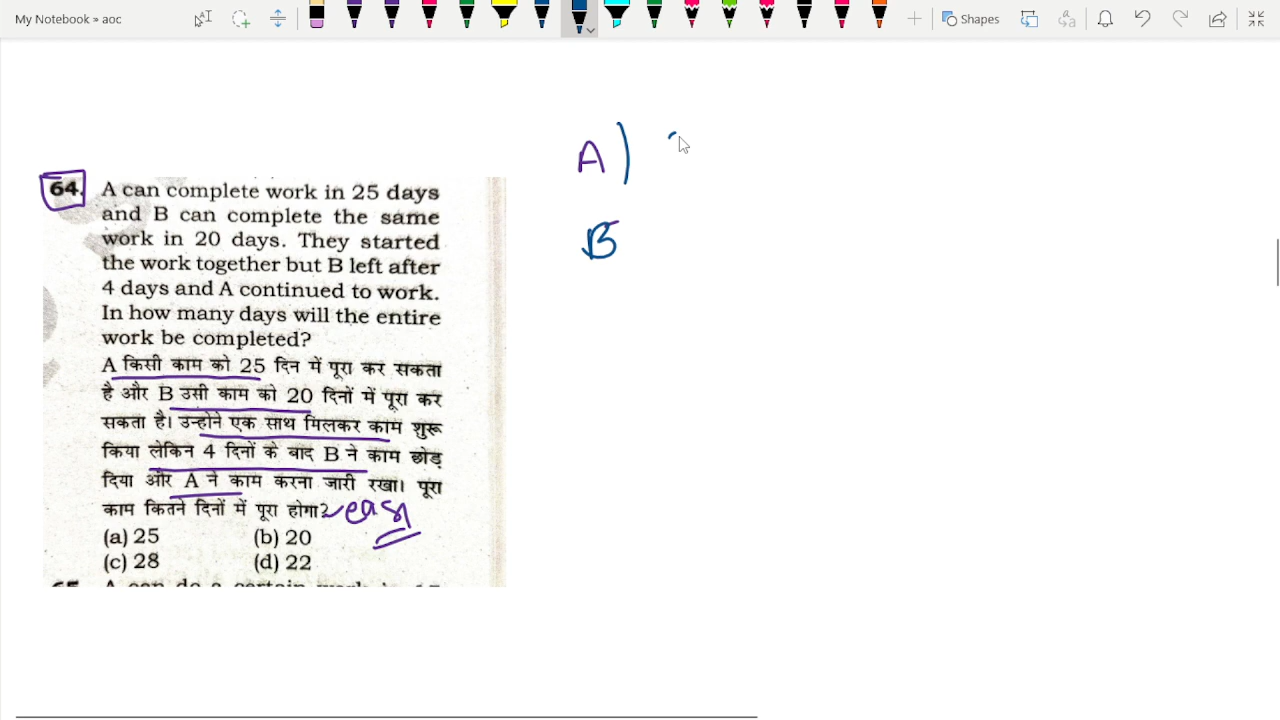 My Notebook » aoc
Shapes
A)
B
64. A can complete work in 25 days
and B can complete the same
work in 20 days. They started
the work together but B left after
4 days and A continued to work.
In how many days will the entire
work be completed?
A किसी काम को 25 दिन में पूरा कर सकता
है और B उसी काम को 20 दिनों में पूरा कर
सकता है। उन्होंने एक साथ मिलकर काम शुरू
किया लेकिन 4 दिनों के बाद B ने काम छोड़
दिया और A ने काम करना जारी रखा। पूरा
काम कितने दिनों में पूरा होगा?
easy
(a) 25 (b) 20
(c) 28 (d) 22